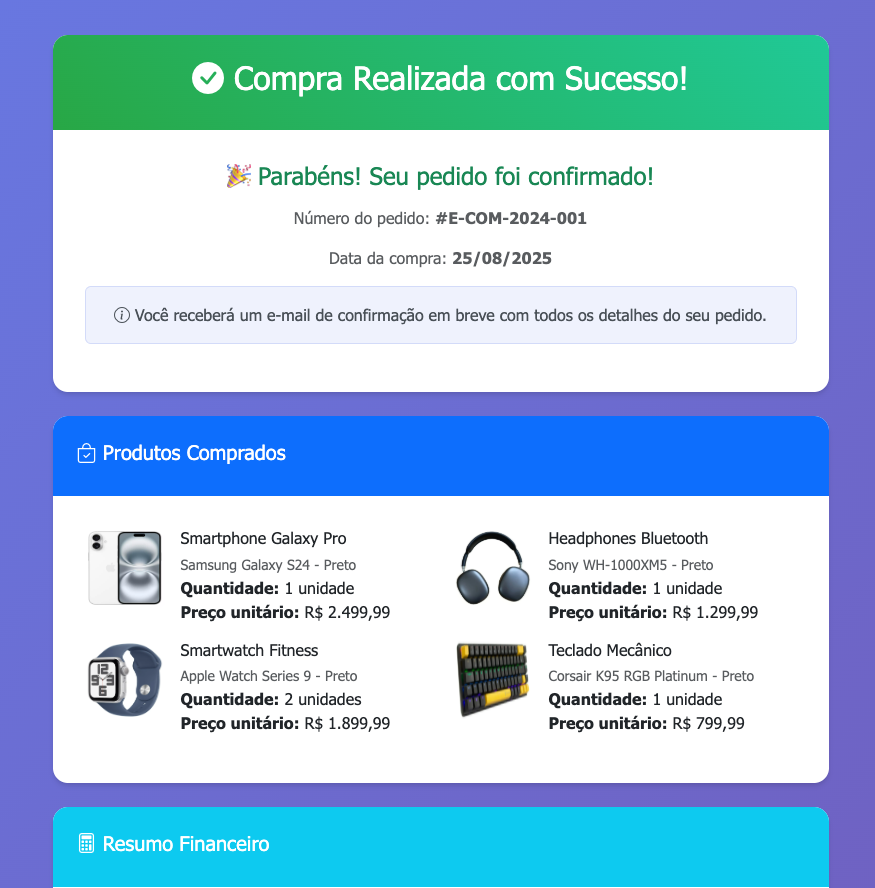 Compra Realizada com Sucesso!
🎉 Parabéns! Seu pedido foi confirmado!
Número do pedido: #E-COM-2024-001
Data da compra: 25/08/2025
Você receberá um e-mail de confirmação em breve com todos os detalhes do seu pedido.
Produtos Comprados
Smartphone Galaxy Pro
Samsung Galaxy S24 - Preto
Quantidade: 1 unidade
Preço unitário: R$ 2.499,99
Headphones Bluetooth
Sony WH-1000XM5 - Preto
Quantidade: 1 unidade
Preço unitário: R$ 1.299,99
Smartwatch Fitness
Apple Watch Series 9 - Preto
Quantidade: 2 unidades
Preço unitário: R$ 1.899,99
Teclado Mecânico
Corsair K95 RGB Platinum - Preto
Quantidade: 1 unidade
Preço unitário: R$ 799,99
Resumo Financeiro